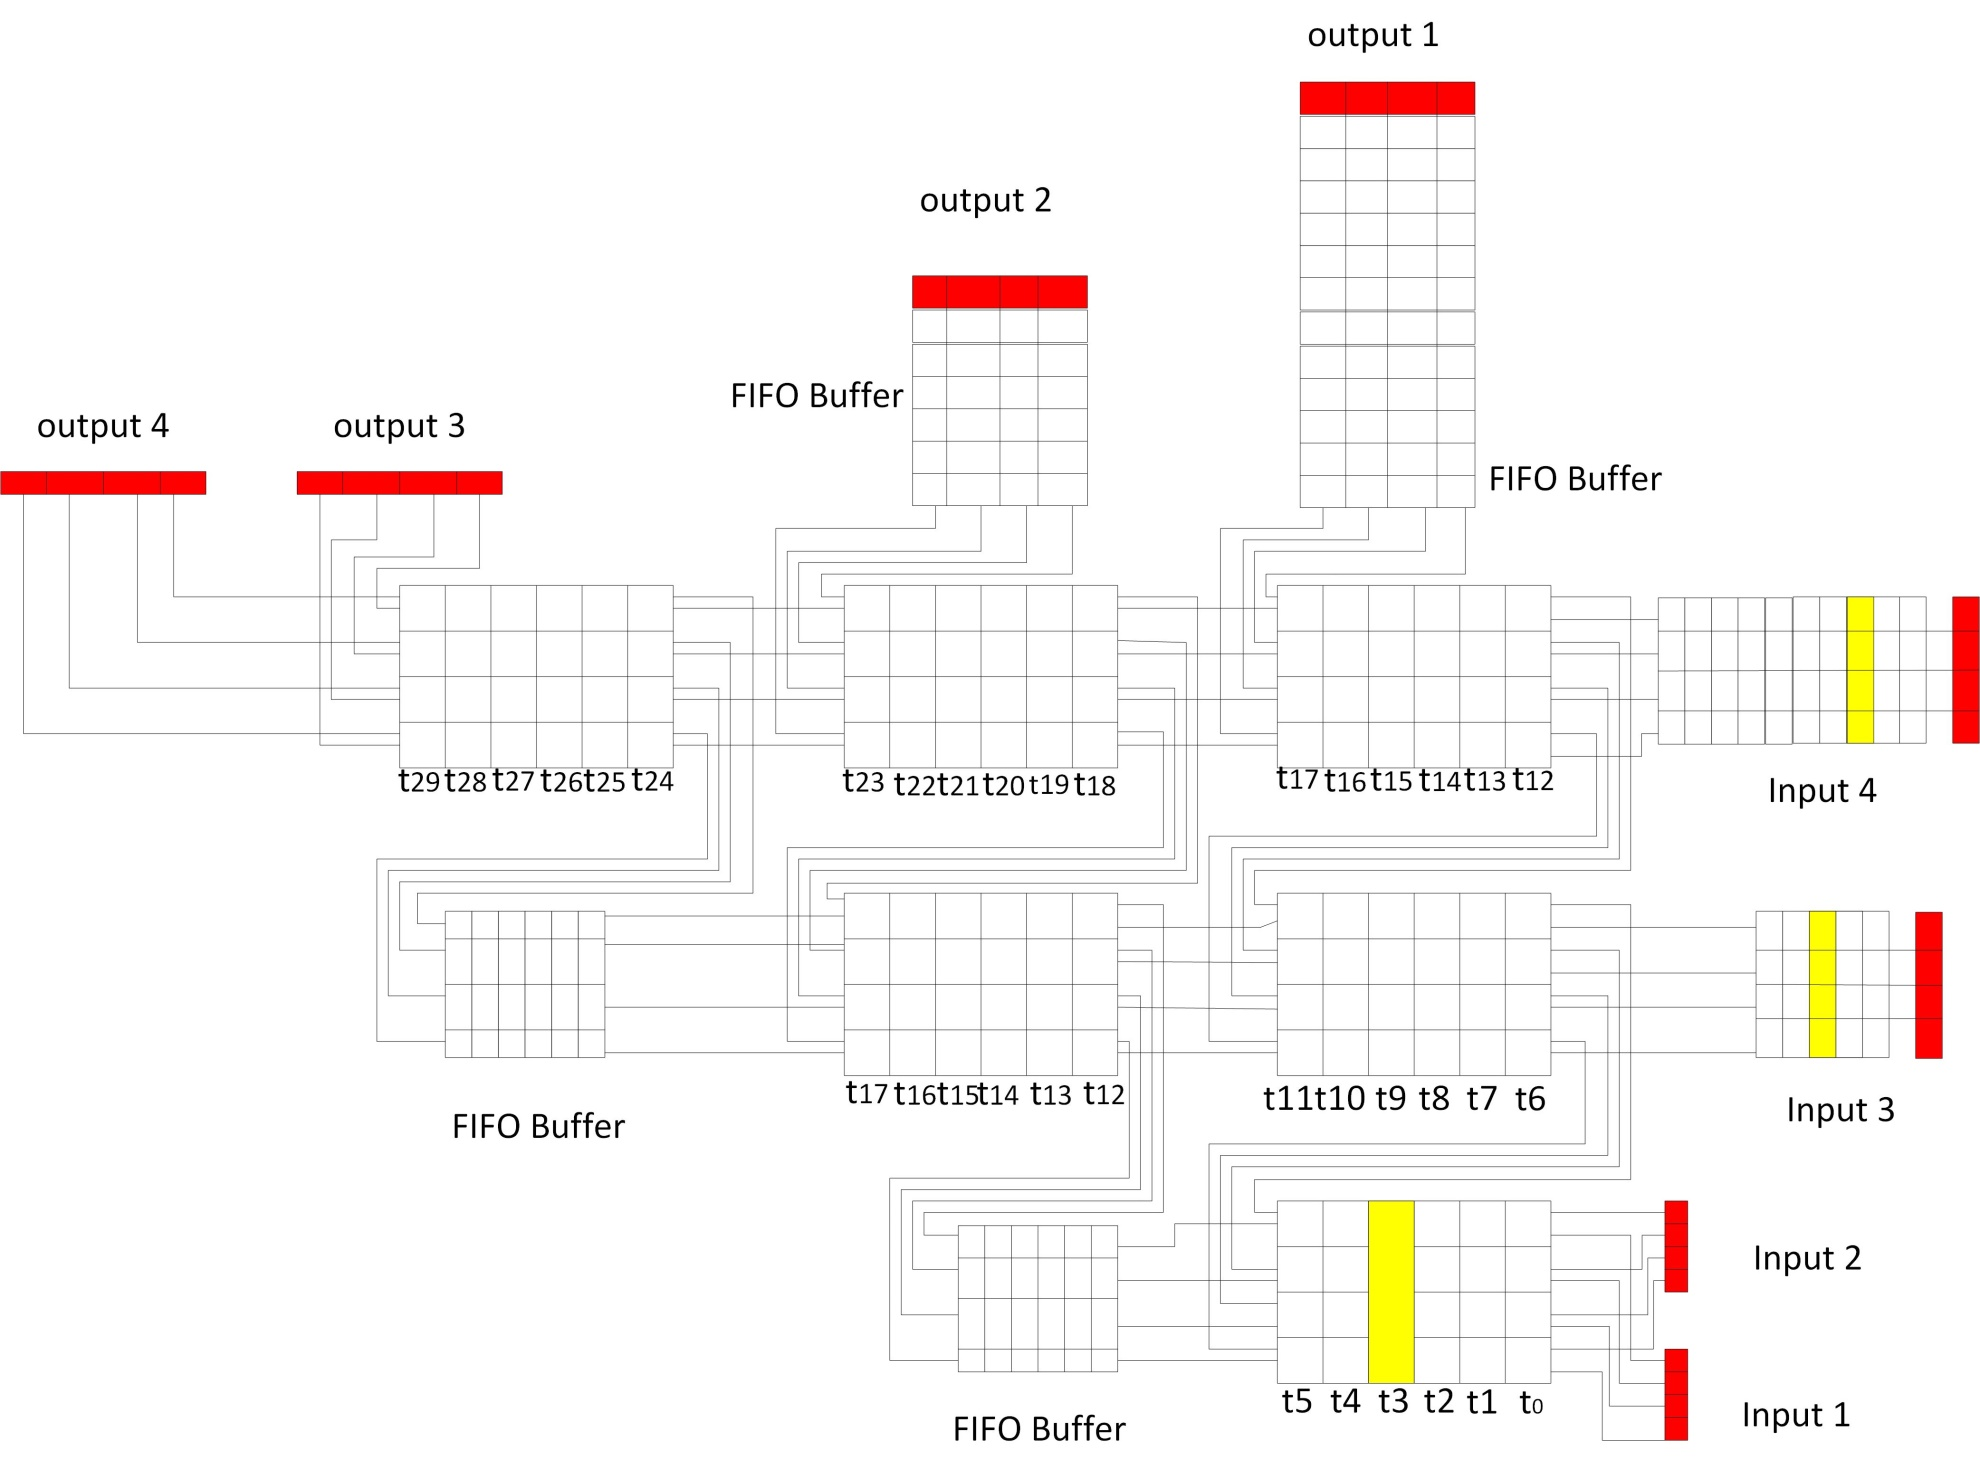 output 1
output 2
FIFO Buffer
output 4
output 3
FIFO Buffer
t29 t28 t27 t26 t25 t24
t23 t22 t21 t20 t19 t18
t17 t16 t15 t14 t13 t12
Input 4
t17 t16 t15 t14 t13 t12
t11 t10 t9 t8 t7 t6
Input 3
FIFO Buffer
Input 2
t5 t4 t3 t2 t1 t0
Input 1
FIFO Buffer